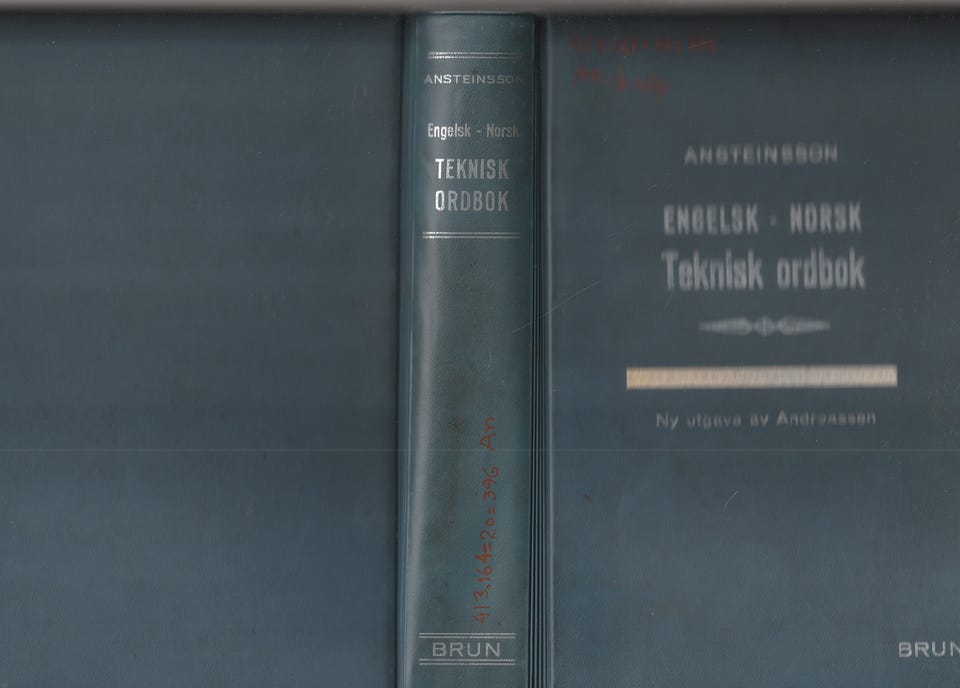 ANSTEINSSON
Engelsk - Norsk
TEKNISK
ORDBOK
413.164=20=396 An
BRUN
ANSTEINSSON
ENGELSK - NORSK
Teknisk ordbok
Ny utgave av Andreassen
BRUN